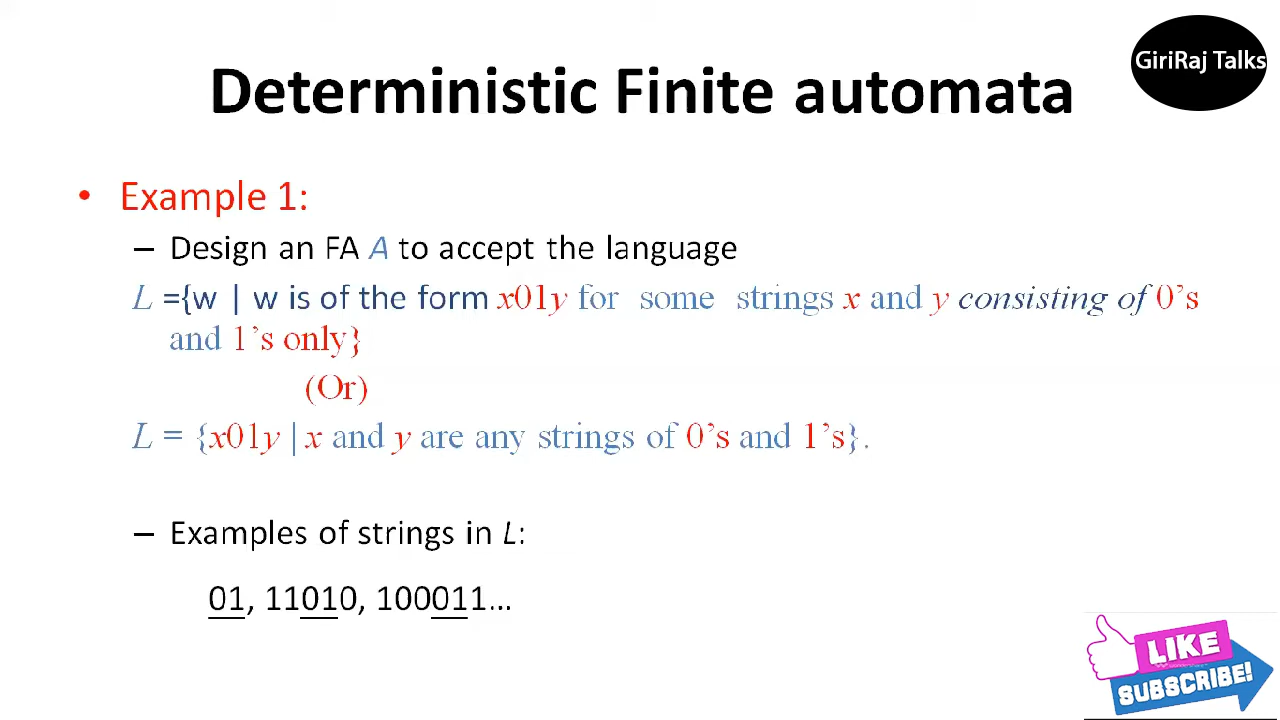 GiriRaj Talks
Deterministic Finite automata
• Example 1:
– Design an FA A to accept the language
L ={w | w is of the form x01y for some strings x and y consisting of 0’s
and 1’s only}
(Or)
L = {x01y | x and y are any strings of 0’s and 1’s}.
– Examples of strings in L:
01, 11010, 100011…
LIKE
SUBSCRIBE!